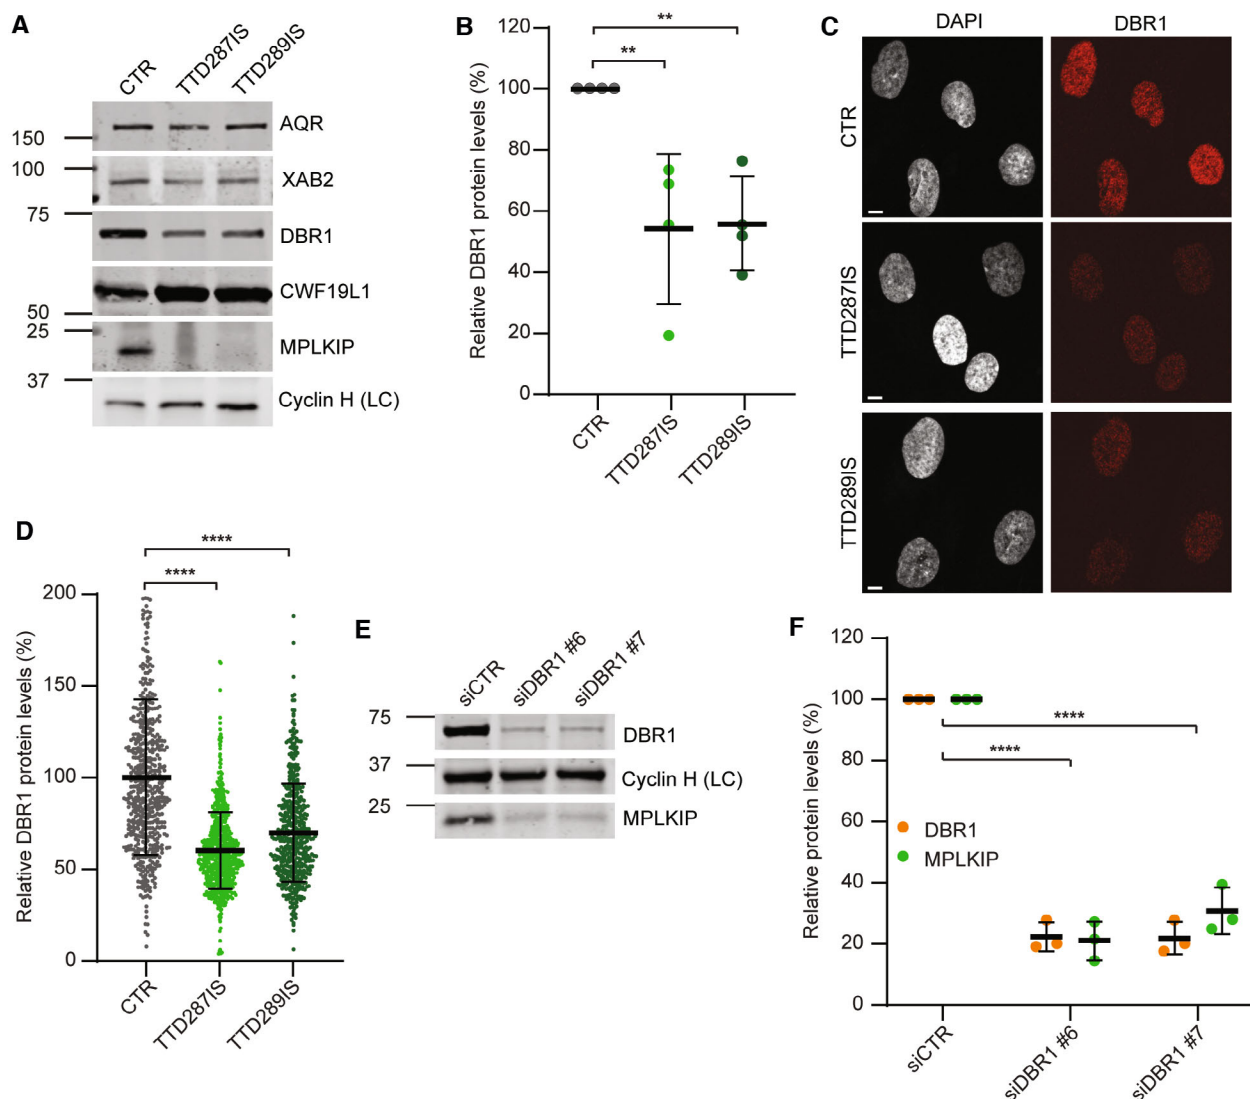 A
CTR
TTD287IS
TTD289IS
150
AQR
100
XAB2
75
DBR1
CWF19L1
50
25
MPLKIP
37
Cyclin H (LC)
B
Relative DBR1 protein levels (%)
120
100
80
60
40
20
0
**
**
CTR
TTD287IS
TTD289IS
C
DAPI
DBR1
CTR
TTD287IS
TTD289IS
D
Relative DBR1 protein levels (%)
200
150
100
50
0
****
****
CTR
TTD287IS
TTD289IS
E
siCTR
siDBR1 #6
siDBR1 #7
75
DBR1
37
Cyclin H (LC)
25
MPLKIP
F
Relative protein levels (%)
120
100
80
60
40
20
0
****
****
DBR1
MPLKIP
siCTR
siDBR1 #6
siDBR1 #7